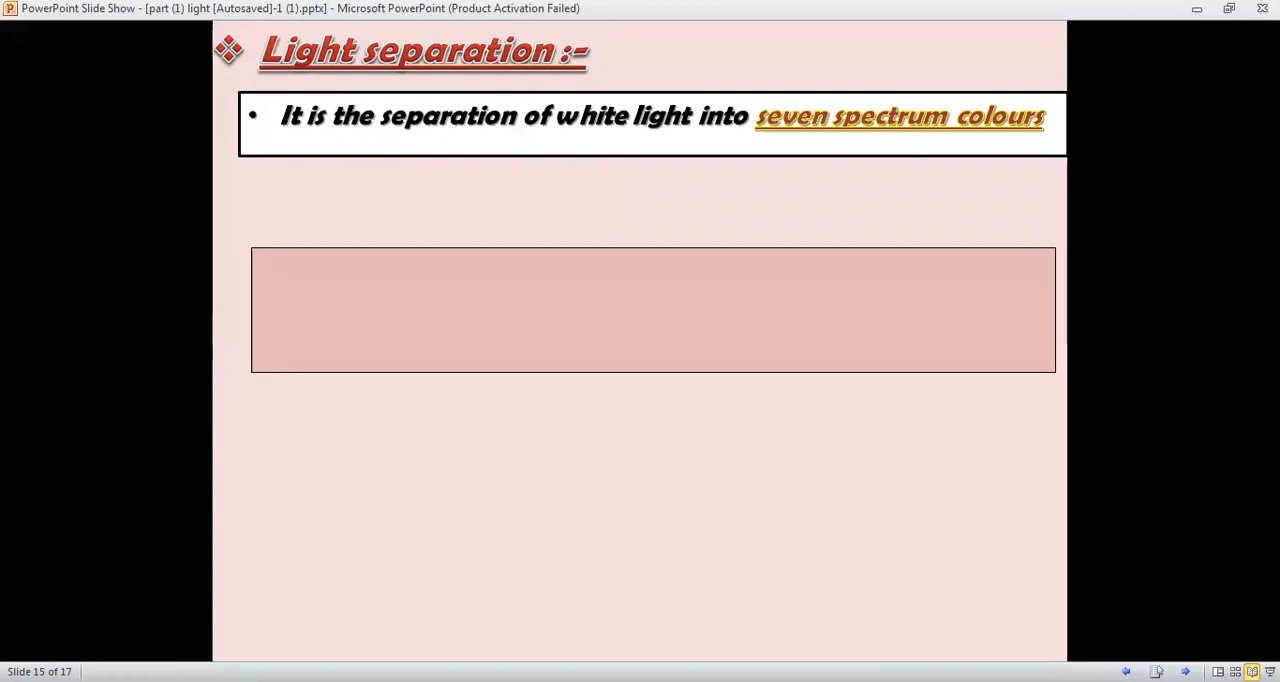 PowerPoint Slide Show - [part (1) light [Autosaved]-1 (1).pptx] - Microsoft PowerPoint (Product Activation Failed)
Light separation :-
• It is the separation of white light into seven spectrum colours
Slide 15 of 17